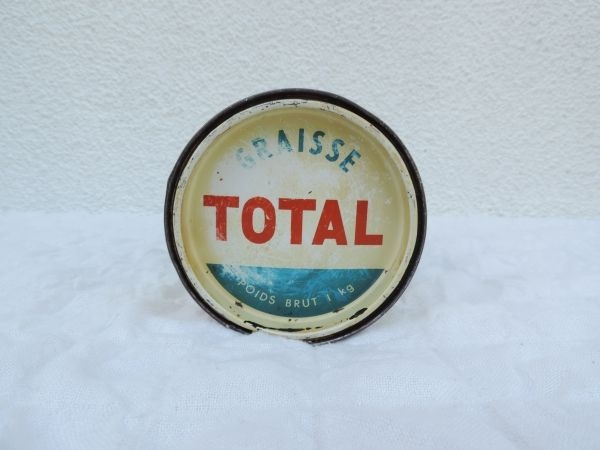 GRAISSE
TOTAL
POIDS BRUT 1 kg